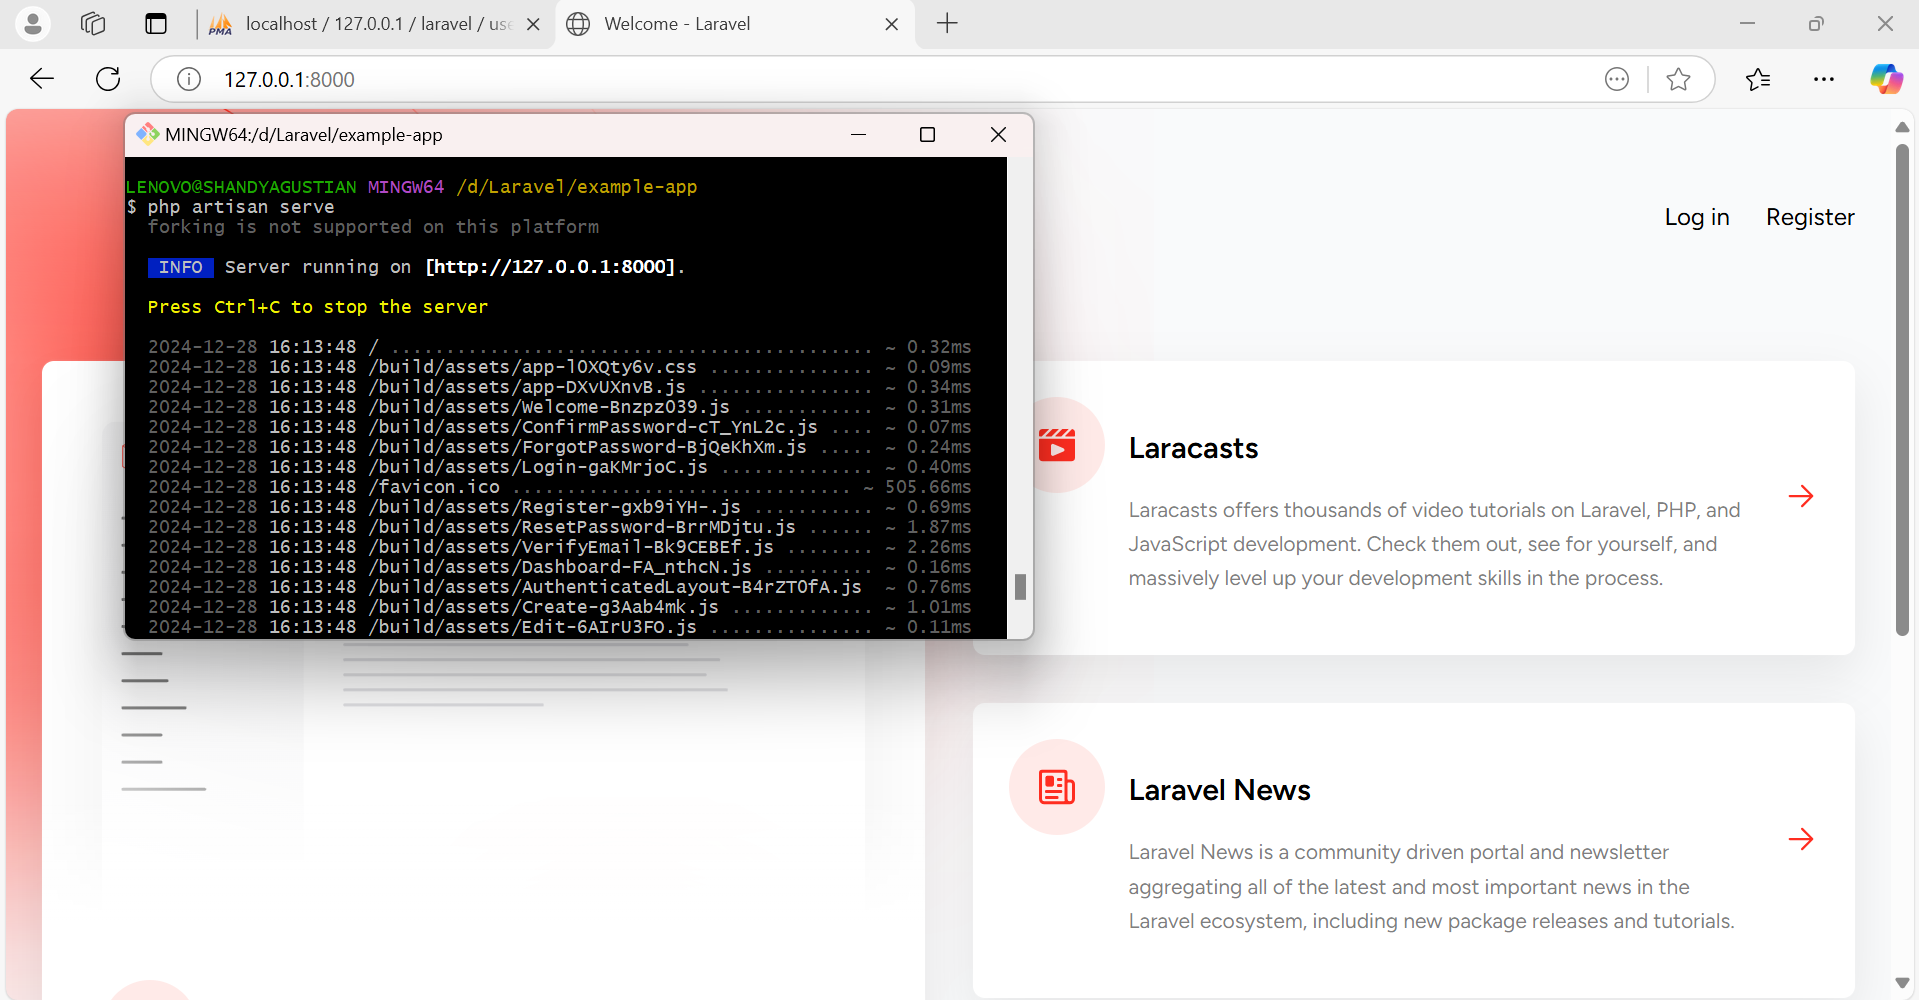 PMA
localhost / 127.0.0.1 / laravel / use
Welcome - Laravel
127.0.0.1:8000
MINGW64:/d/Laravel/example-app
LENOVO@SHANDYAGUSTIAN MINGW64 /d/Laravel/example-app
$ php artisan serve
forking is not supported on this platform
INFO Server running on [http://127.0.0.1:8000].
Press Ctrl+C to stop the server
2024-12-28 16:13:48 / ............................................ ~ 0.32ms
2024-12-28 16:13:48 /build/assets/app-l0XQty6v.css ............... ~ 0.09ms
2024-12-28 16:13:48 /build/assets/app-DXvUXnvB.js ................ ~ 0.34ms
2024-12-28 16:13:48 /build/assets/Welcome-BnzpzO39.js ............ ~ 0.31ms
2024-12-28 16:13:48 /build/assets/ConfirmPassword-cT_YnL2c.js .... ~ 0.07ms
2024-12-28 16:13:48 /build/assets/ForgotPassword-BjQeKhXm.js ..... ~ 0.24ms
2024-12-28 16:13:48 /build/assets/Login-gaKMrjoC.js .............. ~ 0.40ms
2024-12-28 16:13:48 /favicon.ico ............................... ~ 505.66ms
2024-12-28 16:13:48 /build/assets/Register-gxb9iYH-.js ........... ~ 0.69ms
2024-12-28 16:13:48 /build/assets/ResetPassword-BrrMDjtu.js ...... ~ 1.87ms
2024-12-28 16:13:48 /build/assets/VerifyEmail-Bk9CEBEf.js ........ ~ 2.26ms
2024-12-28 16:13:48 /build/assets/Dashboard-FA_nthcN.js .......... ~ 0.16ms
2024-12-28 16:13:48 /build/assets/AuthenticatedLayout-B4rZT0fA.js ~ 0.76ms
2024-12-28 16:13:48 /build/assets/Create-g3Aab4mk.js ............. ~ 1.01ms
2024-12-28 16:13:48 /build/assets/Edit-6AIrU3FO.js ............... ~ 0.11ms
Log in Register
Laracasts
Laracasts offers thousands of video tutorials on Laravel, PHP, and
JavaScript development. Check them out, see for yourself, and
massively level up your development skills in the process.
Laravel News
Laravel News is a community driven portal and newsletter
aggregating all of the latest and most important news in the
Laravel ecosystem, including new package releases and tutorials.